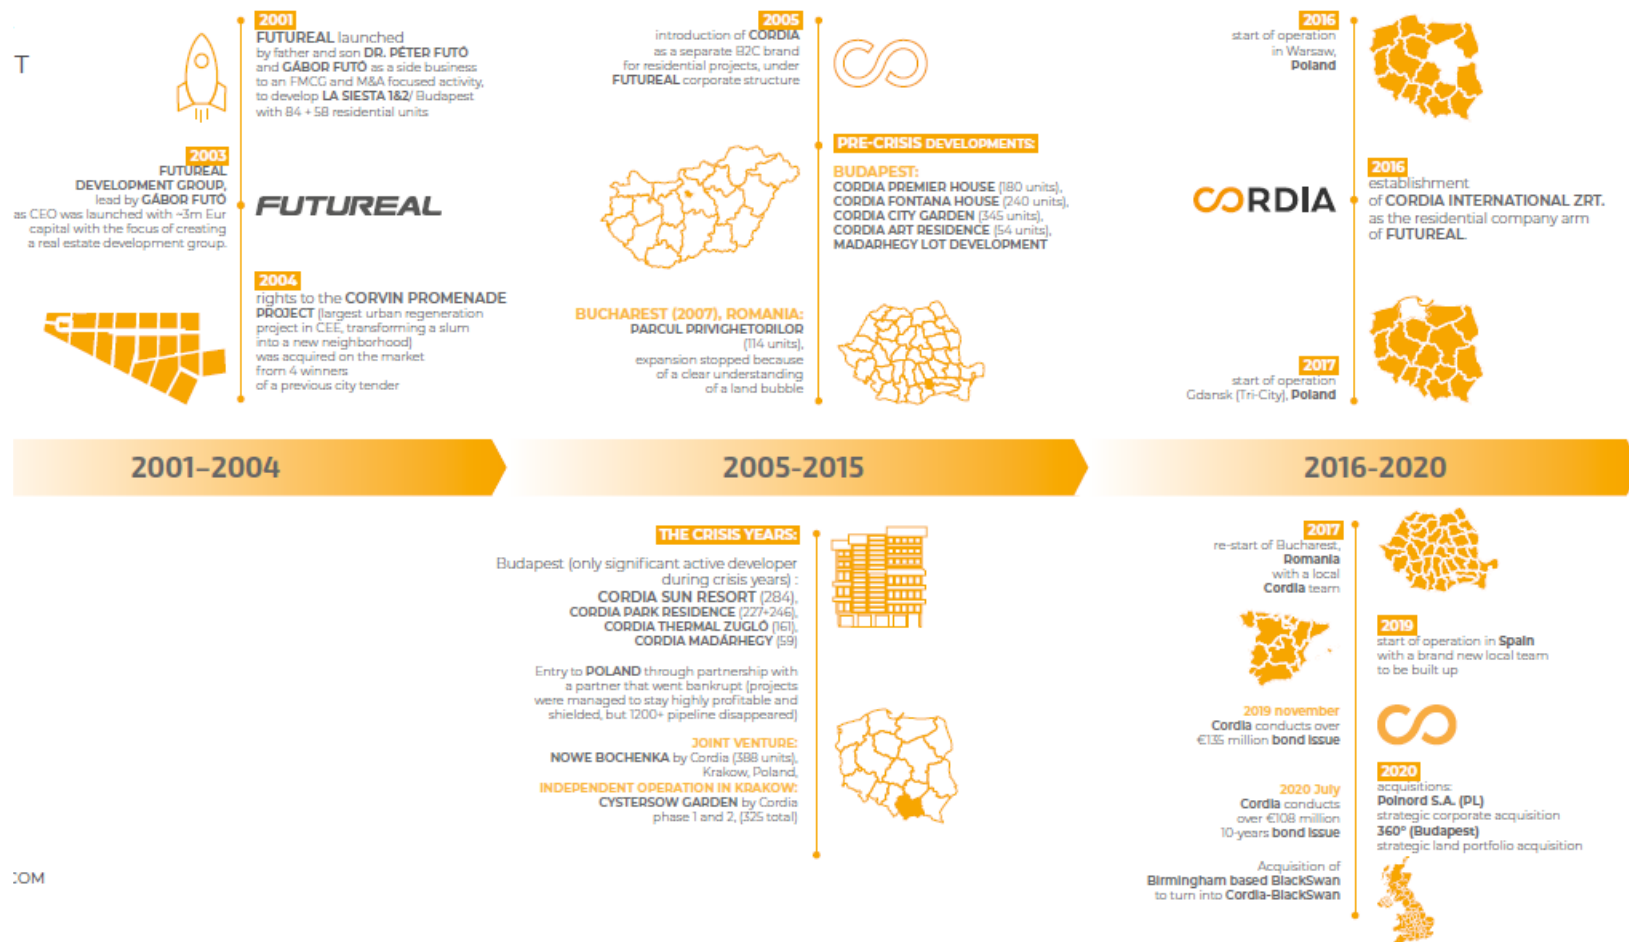 T
2001
FUTUREAL launched
by father and son DR. PÉTER FUTÓ
and GÁBOR FUTÓ as a side business
to an FMCG and M&A focused activity,
to develop LA SIESTA 1&2/ Budapest
with 84 + 58 residential units
2003
FUTUREAL
DEVELOPMENT GROUP,
lead by GÁBOR FUTÓ
as CEO was launched with ~3m Eur
capital with the focus of creating
a real estate development group.
FUTUREAL
2004
rights to the CORVIN PROMENADE
PROJECT (largest urban regeneration
project in CEE, transforming a slum
into a new neighborhood)
was acquired on the market
from 4 winners
of a previous city tender
2005
introduction of CORDIA
as a separate B2C brand
for residential projects, under
FUTUREAL corporate structure
PRE-CRISIS DEVELOPMENTS:
BUDAPEST:
CORDIA PREMIER HOUSE (180 units),
CORDIA FONTANA HOUSE (240 units),
CORDIA CITY GARDEN (345 units),
CORDIA ART RESIDENCE (54 units),
MADARHEGY LOT DEVELOPMENT
BUCHAREST (2007), ROMANIA:
PARCUL PRIVIGHETORILOR
(114 units),
expansion stopped because
of a clear understanding
of a land bubble
2016
start of operation
in Warsaw,
Poland
CORDIA
2016
establishment
of CORDIA INTERNATIONAL ZRT.
as the residential company arm
of FUTUREAL.
2017
start of operation
Gdansk (Tri-City), Poland
2001–2004
2005-2015
2016-2020
THE CRISIS YEARS:
Budapest (only significant active developer
during crisis years) :
CORDIA SUN RESORT (284),
CORDIA PARK RESIDENCE (227+246),
CORDIA THERMAL ZUGLÓ (161),
CORDIA MADÁRHEGY (59)
Entry to POLAND through partnership with
a partner that went bankrupt (projects
were managed to stay highly profitable and
shielded, but 1200+ pipeline disappeared)
JOINT VENTURE:
NOWE BOCHENKA by Cordia (388 units),
Krakow, Poland,
INDEPENDENT OPERATION IN KRAKOW:
CYSTERSOW GARDEN by Cordia
phase 1 and 2, (325 total)
2017
re-start of Bucharest,
Romania
with a local
Cordia team
2019
start of operation in Spain
with a brand new local team
to be built up
2019 november
Cordia conducts over
€135 million bond issue
2020
acquisitions:
Polnord S.A. (PL)
strategic corporate acquisition
360° (Budapest)
strategic land portfolio acquisition
2020 July
Cordia conducts
over €108 million
10-years bond issue
Acquisition of
Birmingham based BlackSwan
to turn into Cordia-BlackSwan
COM